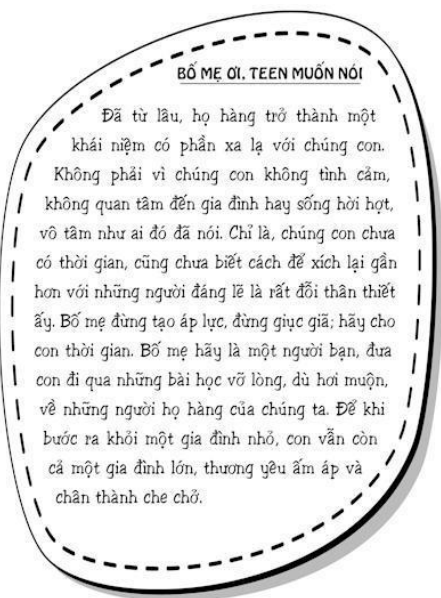 BỐ MẸ ƠI, TEEN MUỐN NÓI
Đã từ lâu, họ hàng trở thành một
khái niệm có phần xa lạ với chúng con.
Không phải vì chúng con không tình cảm,
không quan tâm đến gia đình hay sống hời hợt,
vô tâm như ai đó đã nói. Chỉ là, chúng con chưa
có thời gian, cũng chưa biết cách để xích lại gần
hơn với những người đáng lẽ là rất đỗi thân thiết
ấy. Bố mẹ đừng tạo áp lực, đừng giục giã; hãy cho
con thời gian. Bố mẹ hãy là một người bạn, đưa
con đi qua những bài học vỡ lòng, dù hơi muộn,
về những người họ hàng của chúng ta. Để khi
bước ra khỏi một gia đình nhỏ, con vẫn còn
cả một gia đình lớn, thương yêu ấm áp và
chân thành che chở.